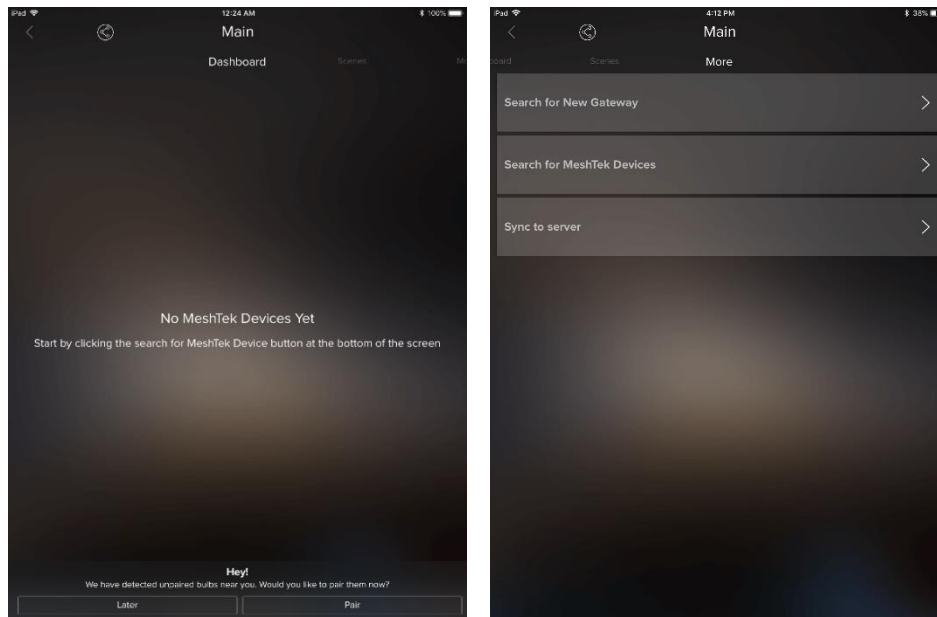 iPad 12:24 AM 100%
Main
Dashboard Scenes
No MeshTek Devices Yet
Start by clicking the search for MeshTek Device button at the bottom of the screen
Hey!
We have detected unpaired bulbs near you. Would you like to pair them now?
Later Pair
iPad 4:12 PM 38%
Main
board Scenes More
Search for New Gateway
Search for MeshTek Devices
Sync to server